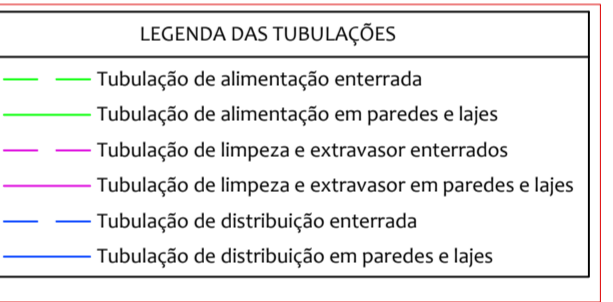 LEGENDA DAS TUBULAÇÕES
Tubulação de alimentação enterrada
Tubulação de alimentação em paredes e lajes
Tubulação de limpeza e extravasor enterrados
Tubulação de limpeza e extravasor em paredes e lajes
Tubulação de distribuição enterrada
Tubulação de distribuição em paredes e lajes